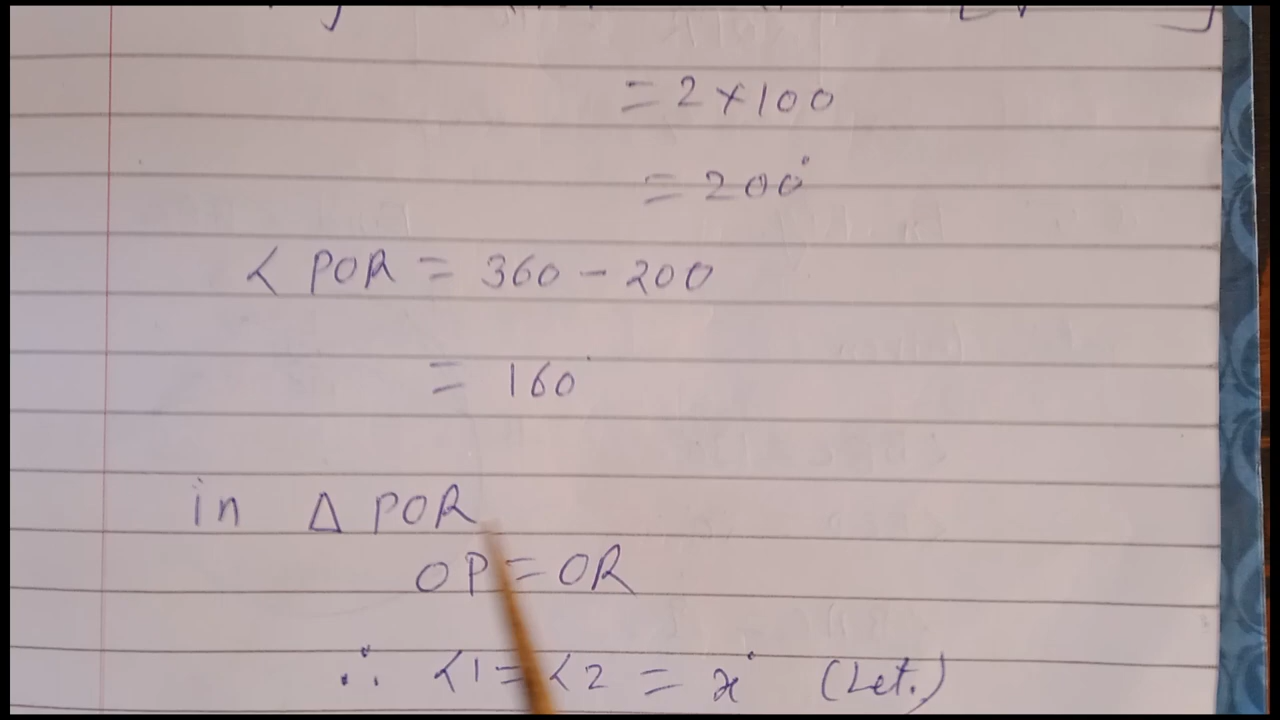 = 2 × 100
= 200°
∠ POR = 360 - 200
= 160°
in Δ POR
OP = OR
∴ ∠1 = ∠2 = x° (Let.)